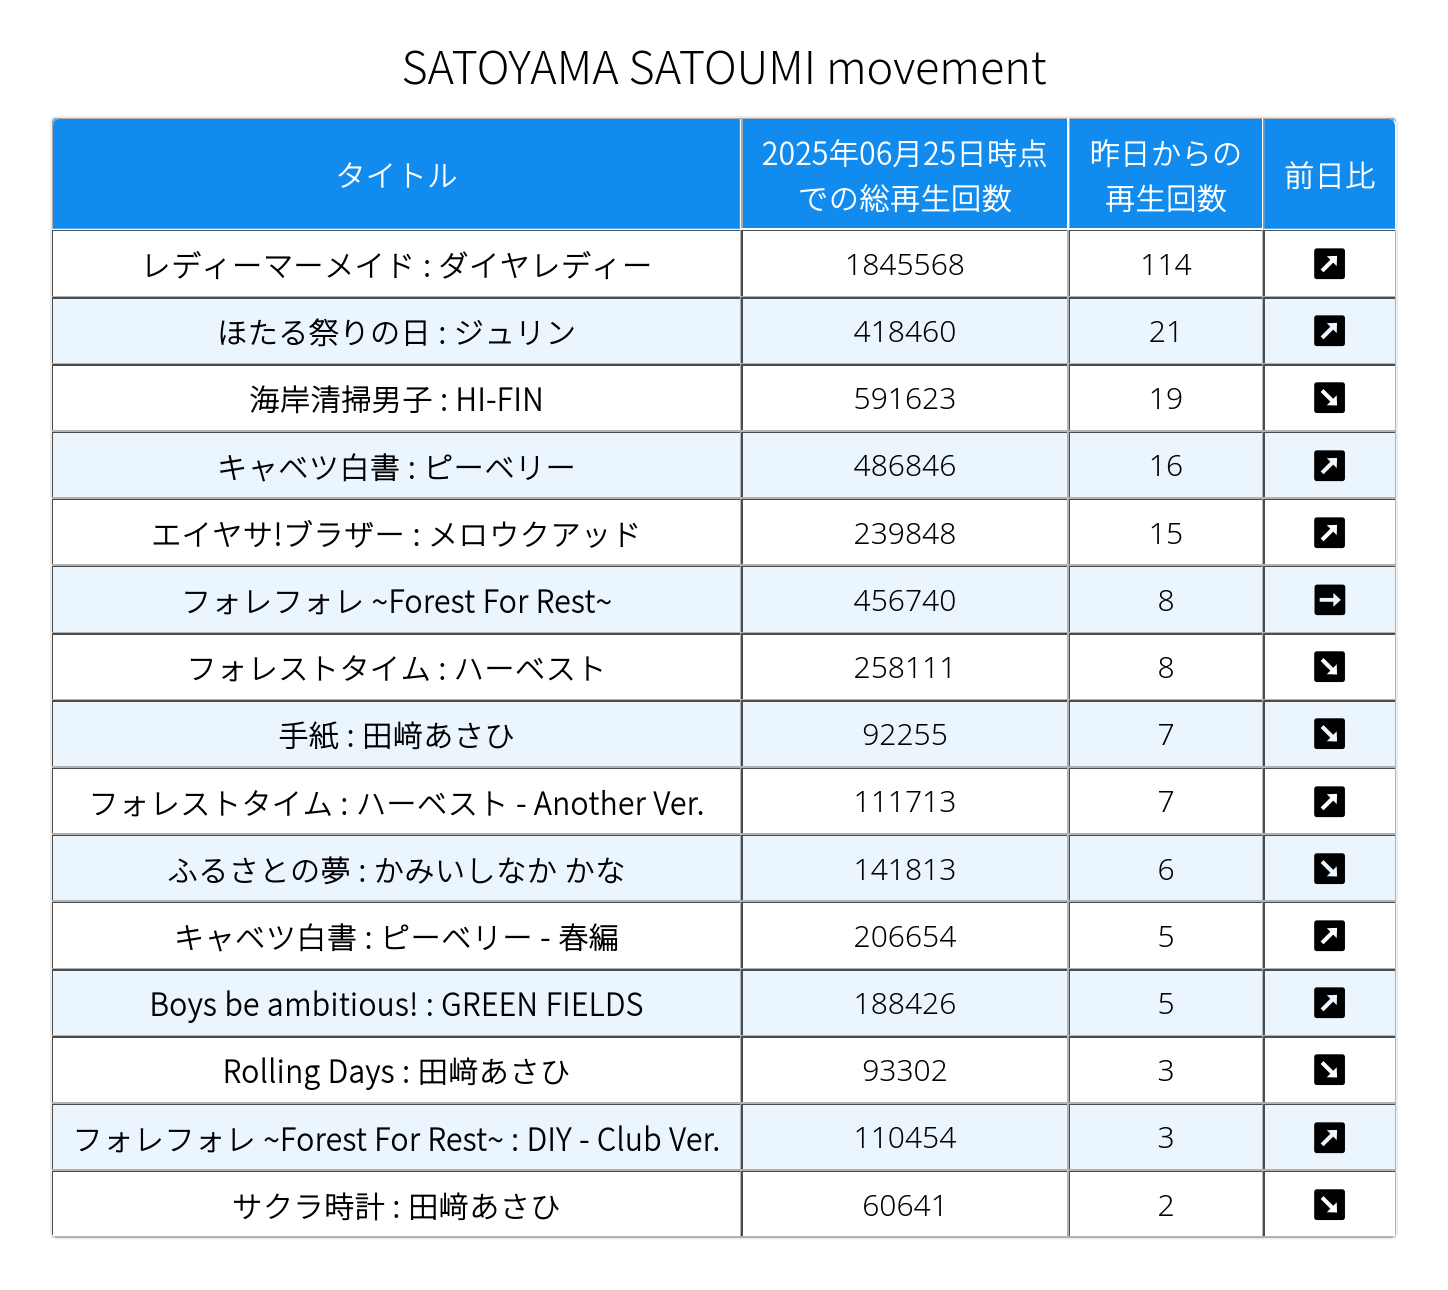 SATOYAMA SATOUMI movement
タイトル 2025年06月25日時点での総再生回数 昨日からの再生回数 前日比
レディーマーメイド : ダイヤレディー 1845568 114
ほたる祭りの日 : ジュリン 418460 21
海岸清掃男子 : HI-FIN 591623 19
キャベツ白書 : ピーベリー 486846 16
エイヤサ!ブラザー : メロウクアッド 239848 15
フォレフォレ ~Forest For Rest~ 456740 8
フォレストタイム : ハーベスト 258111 8
手紙 : 田﨑あさひ 92255 7
フォレストタイム : ハーベスト - Another Ver. 111713 7
ふるさとの夢 : かみいしなか かな 141813 6
キャベツ白書 : ピーベリー - 春編 206654 5
Boys be ambitious! : GREEN FIELDS 188426 5
Rolling Days : 田﨑あさひ 93302 3
フォレフォレ ~Forest For Rest~ : DIY - Club Ver. 110454 3
サクラ時計 : 田﨑あさひ 60641 2